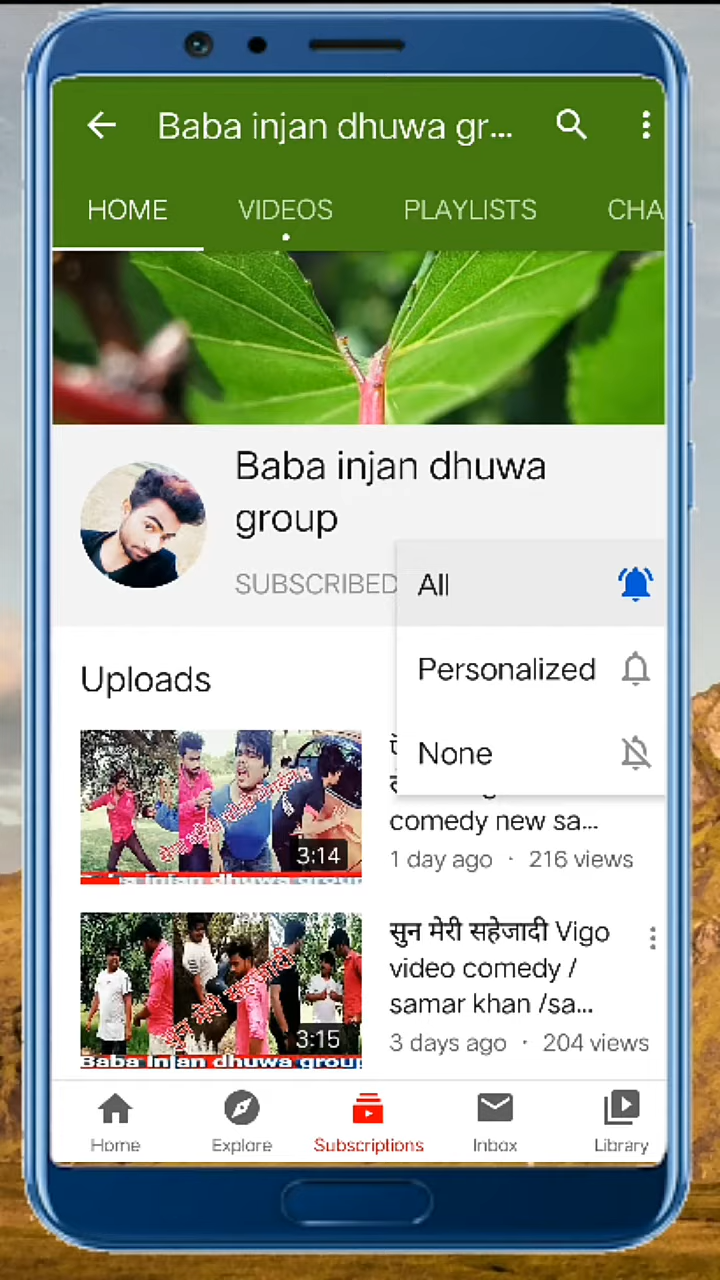 Baba injan dhuwa gr...
HOME VIDEOS PLAYLISTS CHA
Baba injan dhuwa
group
SUBSCRIBED
All
Personalized
None
Uploads
3:14
comedy new sa...
1 day ago · 216 views
सुन मेरी सहेजादी Vigo
video comedy /
samar khan /sa...
3 days ago · 204 views
सुन मेरी सहेजादी
3:15
Baba Injan dhuwa group
Home Explore Subscriptions Inbox Library